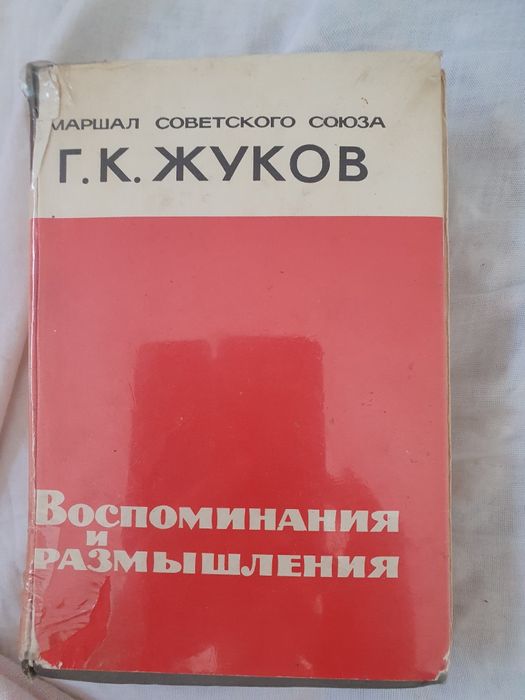 МАРШАЛ СОВЕТСКОГО СОЮЗА
Г.К. ЖУКОВ
Воспоминания
и
размышления